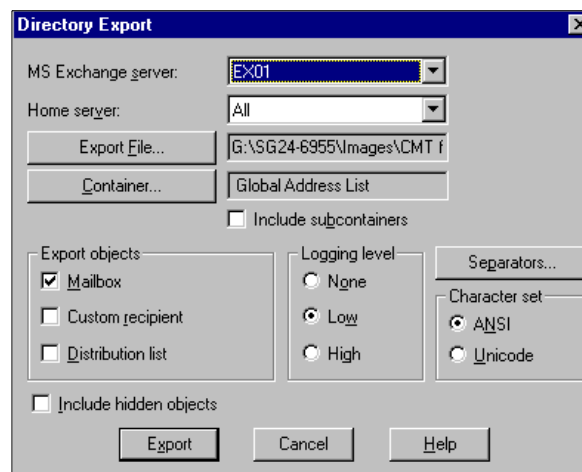 Directory Export
MS Exchange server: EX01
Home server: All
Export File... G:\SG24-6955\Images\CMT f
Container... Global Address List
Include subcontainers
Export objects
Mailbox
Custom recipient
Distribution list
Logging level
None
Low
High
Separators...
Character set
ANSI
Unicode
Include hidden objects
Export Cancel Help